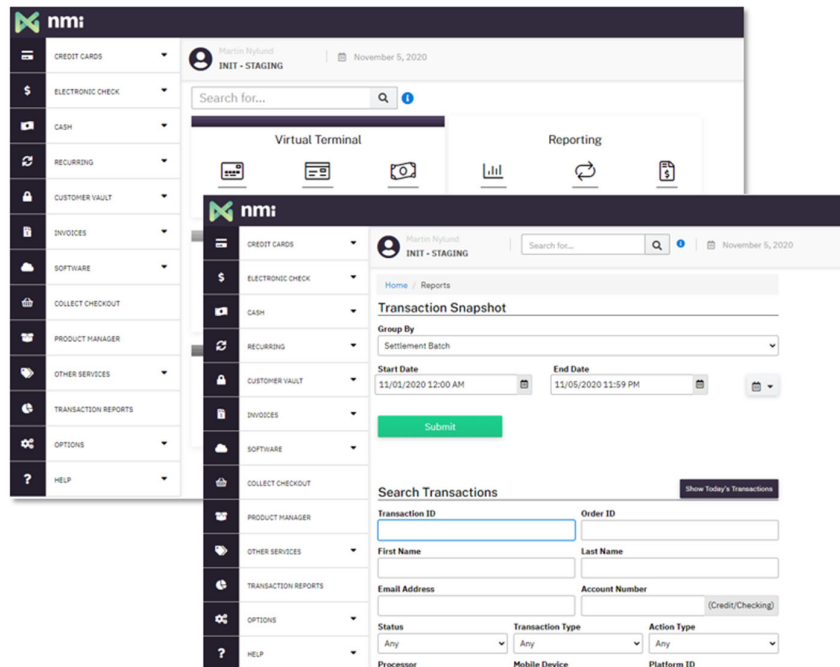 nmi
CREDIT CARDS
ELECTRONIC CHECK
CASH
RECURRING
CUSTOMER VAULT
INVOICES
SOFTWARE
COLLECT CHECKOUT
PRODUCT MANAGER
OTHER SERVICES
TRANSACTION REPORTS
OPTIONS
HELP
Martin Nylund
INIT - STAGING
November 5, 2020
Search for...
Virtual Terminal
Reporting
nmi
CREDIT CARDS
ELECTRONIC CHECK
CASH
RECURRING
CUSTOMER VAULT
INVOICES
SOFTWARE
COLLECT CHECKOUT
PRODUCT MANAGER
OTHER SERVICES
TRANSACTION REPORTS
OPTIONS
HELP
Martin Nylund
INIT - STAGING
Search for...
November 5, 2020
Home / Reports
Transaction Snapshot
Group By
Settlement Batch
Start Date End Date
11/01/2020 12:00 AM 11/05/2020 11:59 PM
Submit
Search Transactions
Show Today's Transactions
Transaction ID Order ID
First Name Last Name
Email Address Account Number
(Credit/Checking)
Status Transaction Type Action Type
Any Any Any
Processor Mobile Device Platform ID